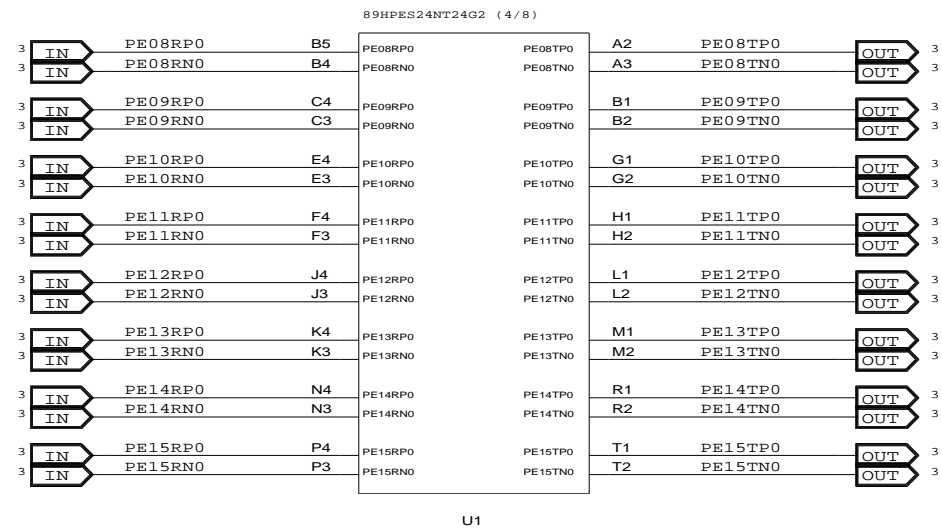 89HPES24NT24G2 (4/8)
3 IN PE08RP0 B5 PE08RP0 PE08TP0 A2 PE08TP0 OUT 3
3 IN PE08RN0 B4 PE08RN0 PE08TN0 A3 PE08TN0 OUT 3
3 IN PE09RP0 C4 PE09RP0 PE09TP0 B1 PE09TP0 OUT 3
3 IN PE09RN0 C3 PE09RN0 PE09TN0 B2 PE09TN0 OUT 3
3 IN PE10RP0 E4 PE10RP0 PE10TP0 G1 PE10TP0 OUT 3
3 IN PE10RN0 E3 PE10RN0 PE10TN0 G2 PE10TN0 OUT 3
3 IN PE11RP0 F4 PE11RP0 PE11TP0 H1 PE11TP0 OUT 3
3 IN PE11RN0 F3 PE11RN0 PE11TN0 H2 PE11TN0 OUT 3
3 IN PE12RP0 J4 PE12RP0 PE12TP0 L1 PE12TP0 OUT 3
3 IN PE12RN0 J3 PE12RN0 PE12TN0 L2 PE12TN0 OUT 3
3 IN PE13RP0 K4 PE13RP0 PE13TP0 M1 PE13TP0 OUT 3
3 IN PE13RN0 K3 PE13RN0 PE13TN0 M2 PE13TN0 OUT 3
3 IN PE14RP0 N4 PE14RP0 PE14TP0 R1 PE14TP0 OUT 3
3 IN PE14RN0 N3 PE14RN0 PE14TN0 R2 PE14TN0 OUT 3
3 IN PE15RP0 P4 PE15RP0 PE15TP0 T1 PE15TP0 OUT 3
3 IN PE15RN0 P3 PE15RN0 PE15TN0 T2 PE15TN0 OUT 3
U1